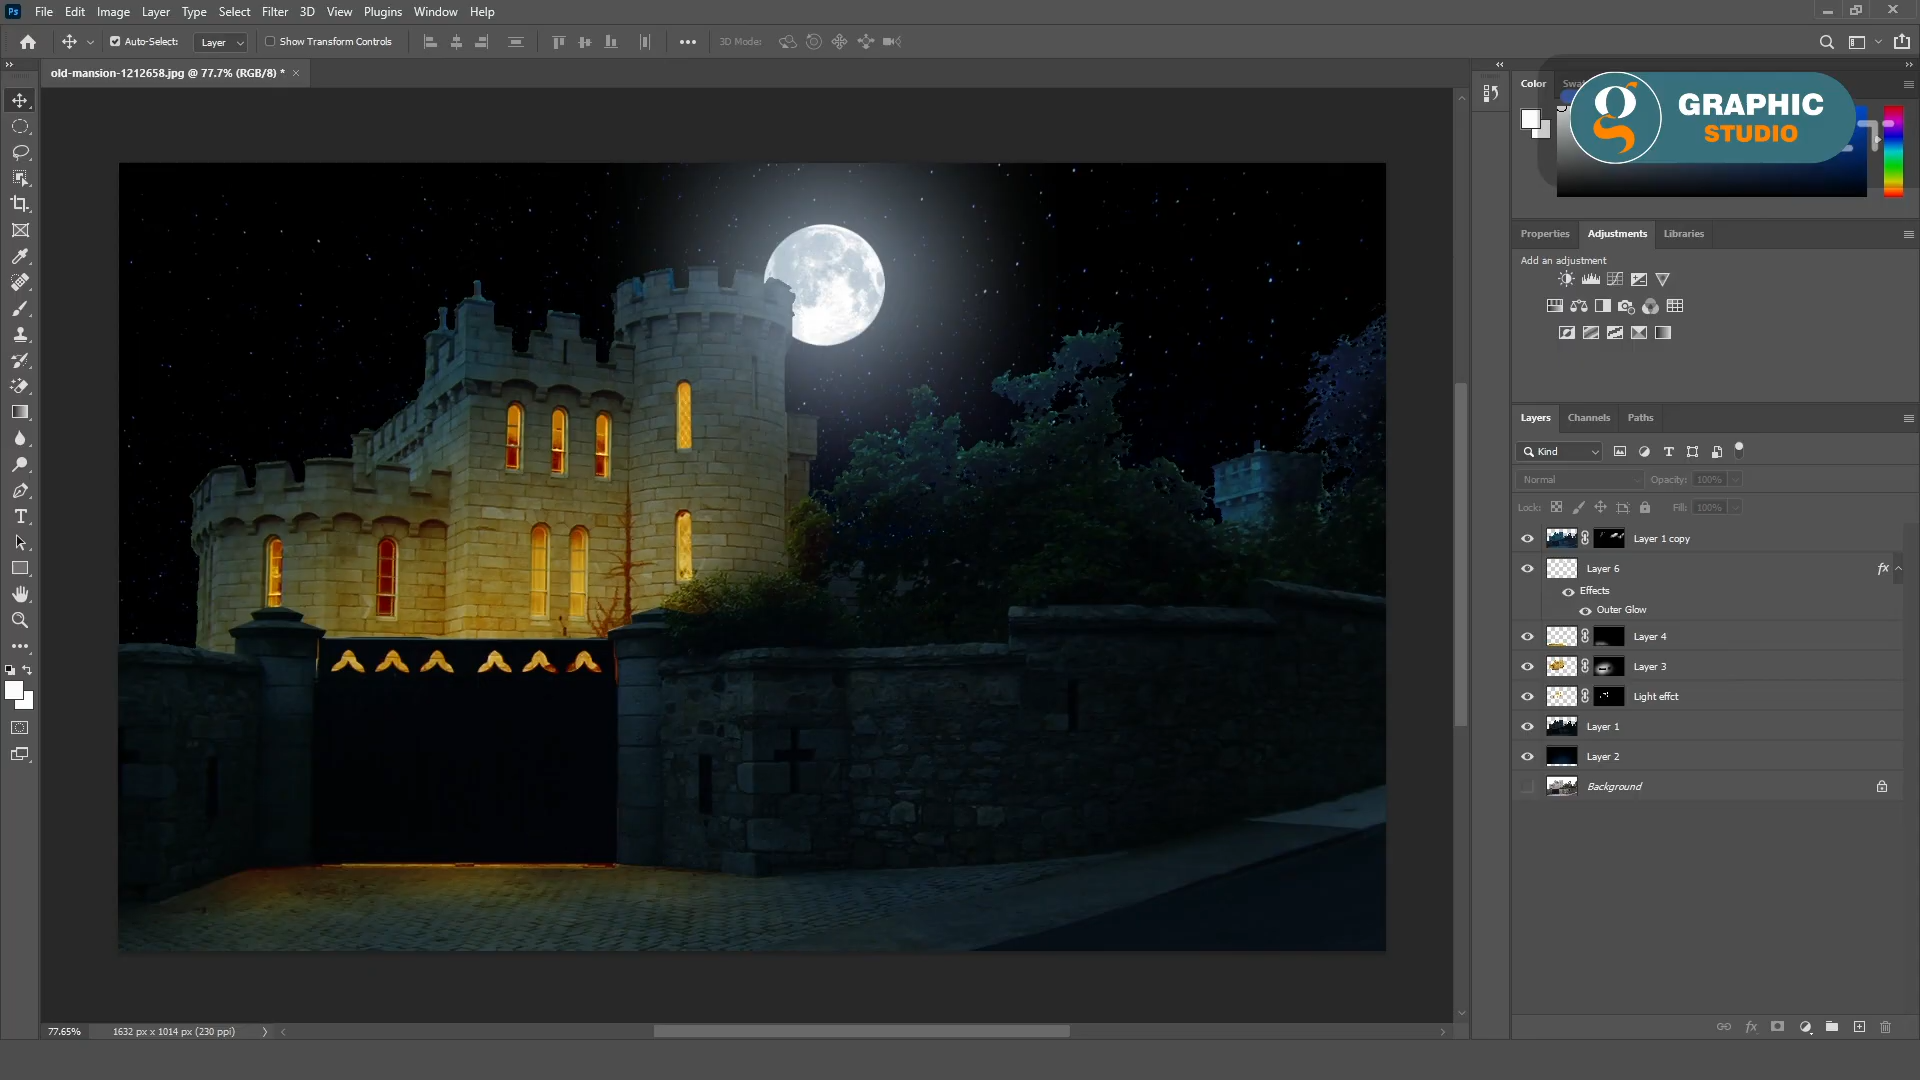 Ps File Edit Image Layer Type Select Filter 3D View Plugins Window Help
Auto-Select: Layer Show Transform Controls 3D Mode:
old-mansion-1212658.jpg @ 77.7% (RGB/8) *
Color
GRAPHIC
STUDIO
Properties Adjustments Libraries
Add an adjustment
Layers Channels Paths
Kind
Normal Opacity: 100%
Lock: Fill: 100%
Layer 1 copy
Layer 6 fx
Effects
Outer Glow
Layer 4
Layer 3
Light effct
Layer 1
Layer 2
Background
77.65% 1632 px x 1014 px (230 ppi)